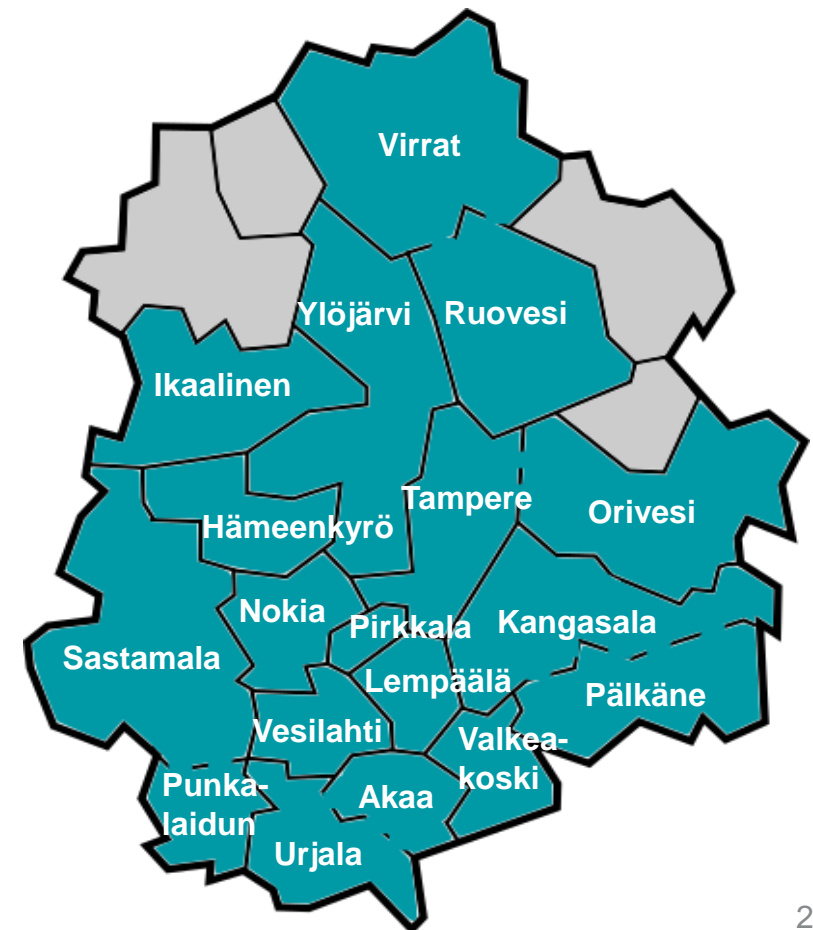 Virrat
Ylöjärvi
Ruovesi
Ikaalinen
Tampere
Orivesi
Hämeenkyrö
Nokia
Pirkkala
Kangasala
Sastamala
Lempäälä
Pälkäne
Vesilahti
Valkea-
koski
Punka-
laidun
Akaa
Urjala
2